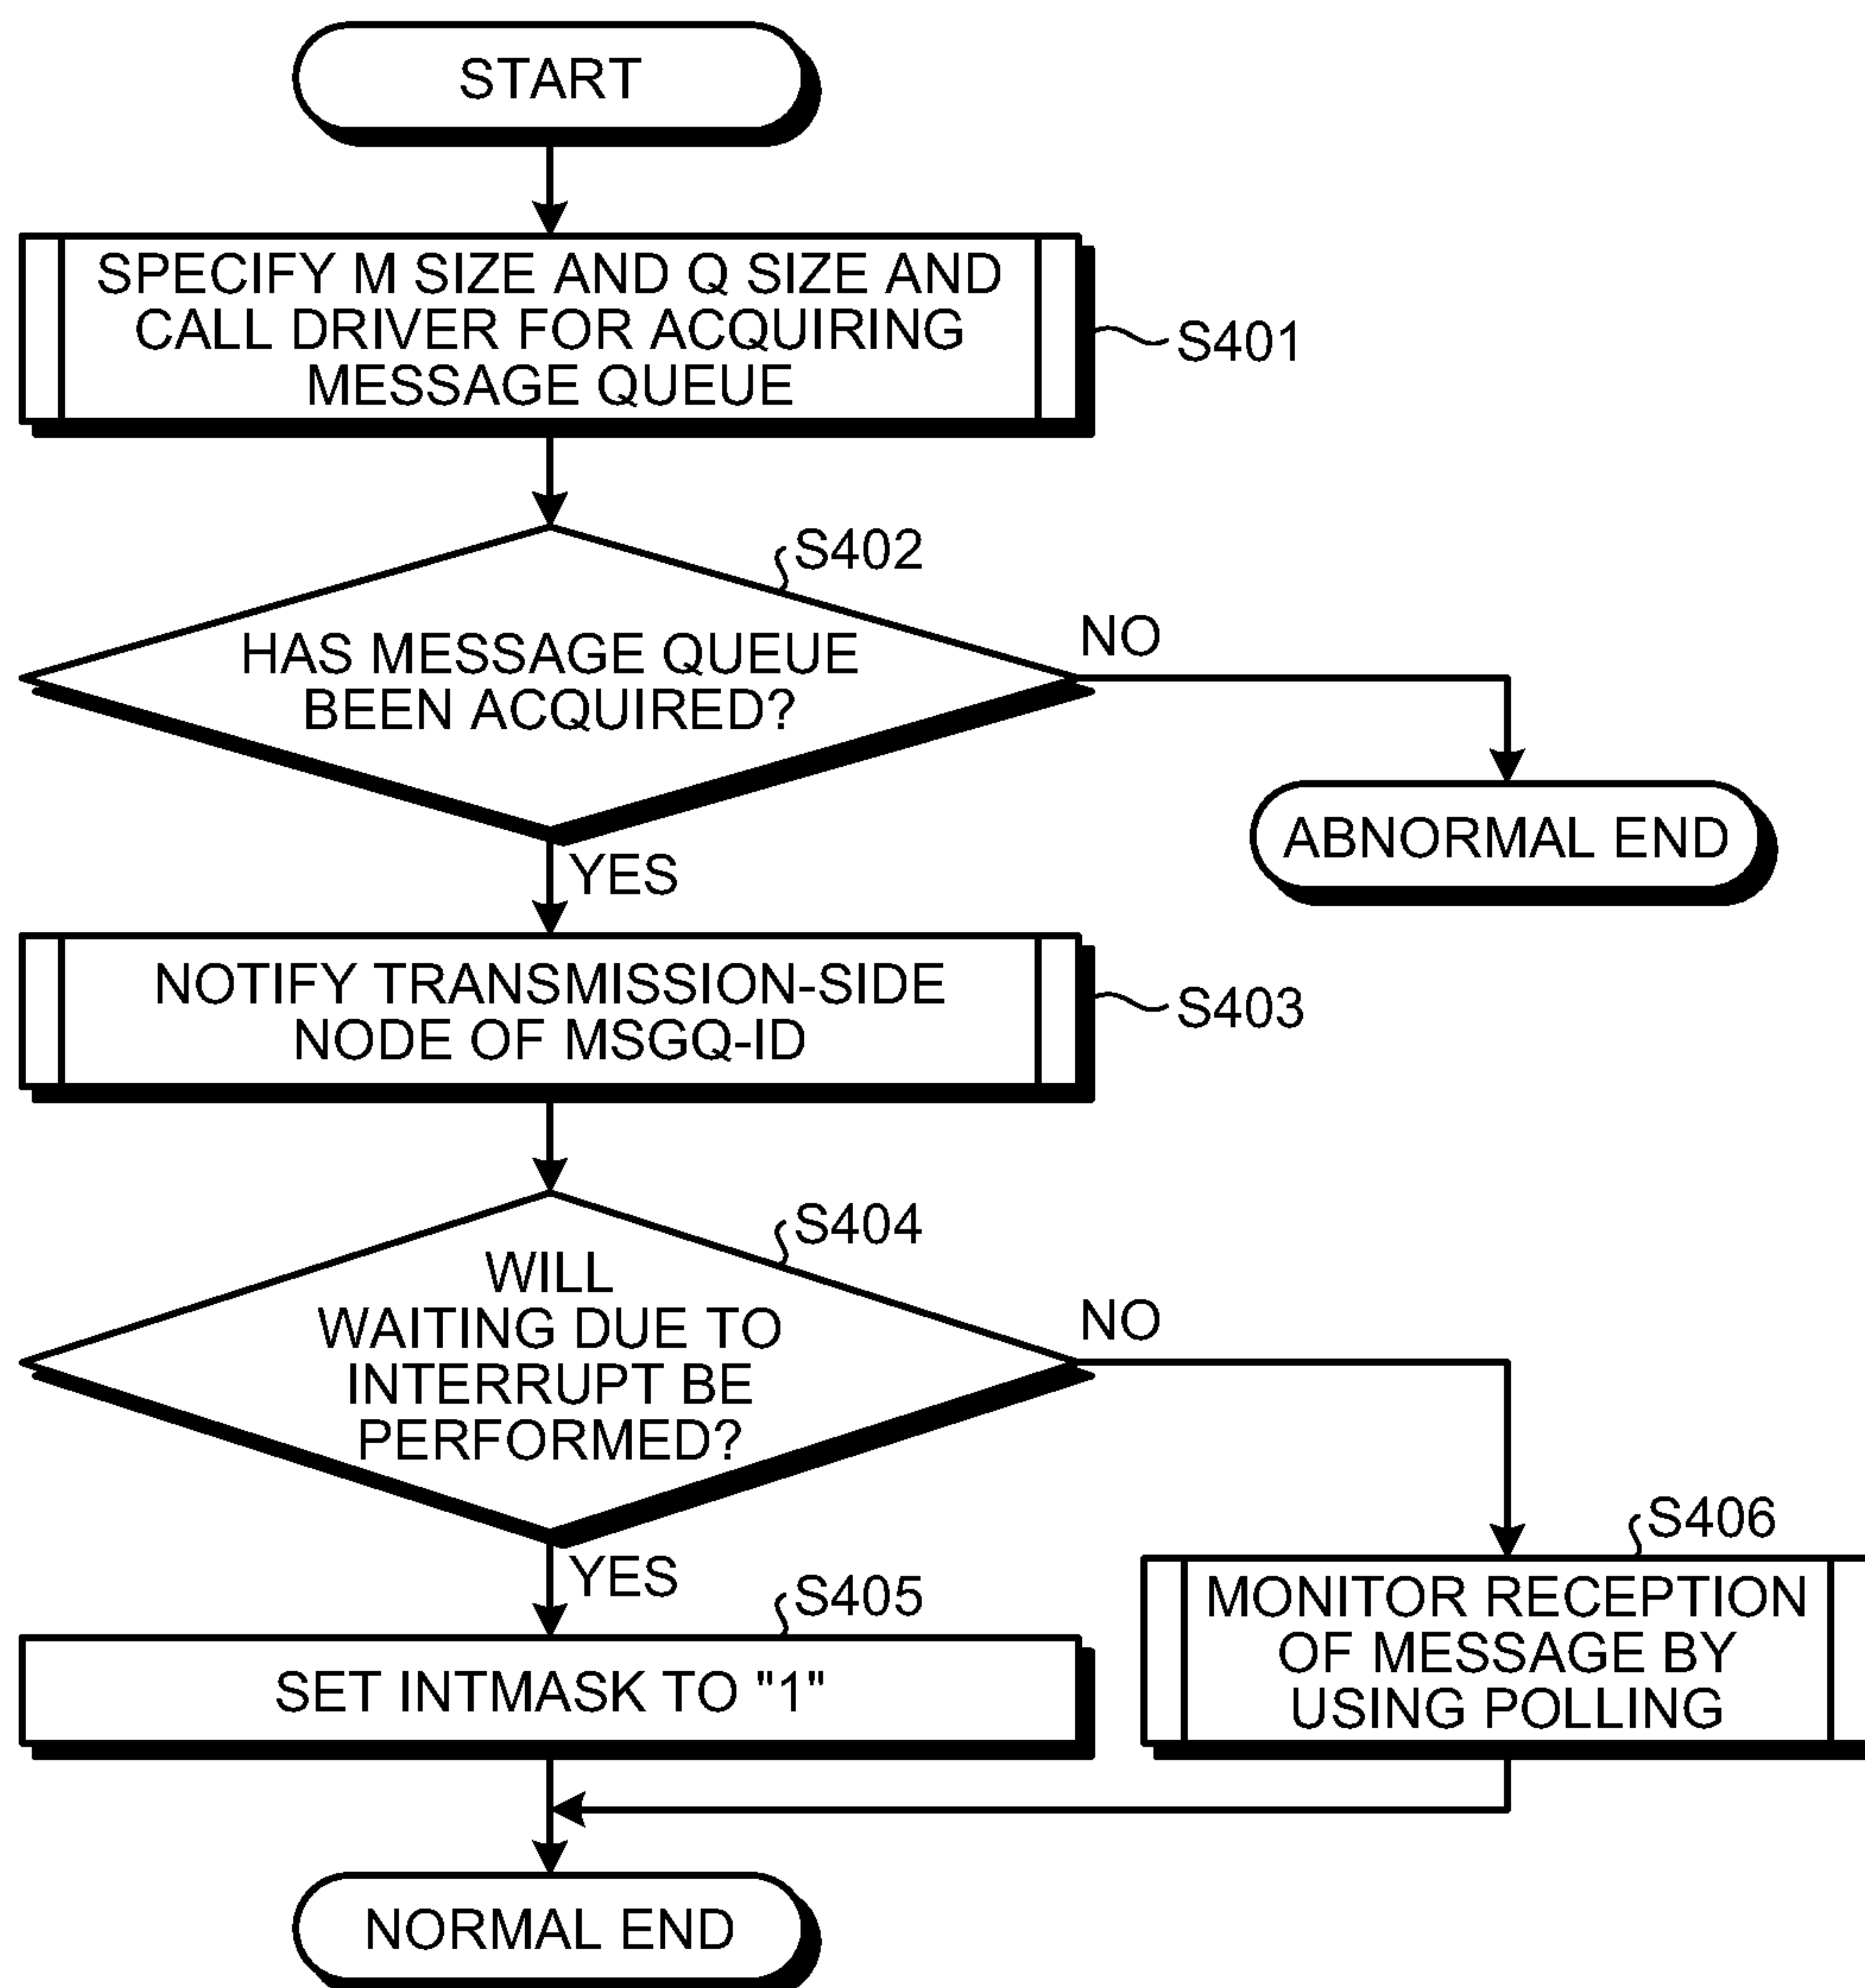 START
SPECIFY M SIZE AND Q SIZE AND
CALL DRIVER FOR ACQUIRING
MESSAGE QUEUE
S401
S402
HAS MESSAGE QUEUE
BEEN ACQUIRED?
NO
ABNORMAL END
YES
NOTIFY TRANSMISSION-SIDE
NODE OF MSGQ-ID
S403
S404
WILL
WAITING DUE TO
INTERRUPT BE
PERFORMED?
NO
YES
S405
SET INTMASK TO "1"
S406
MONITOR RECEPTION
OF MESSAGE BY
USING POLLING
NORMAL END